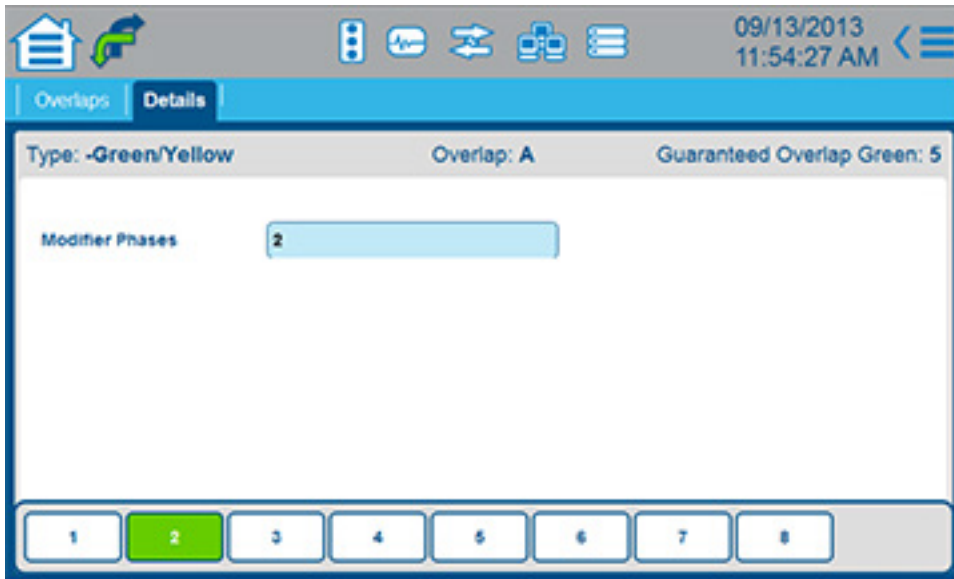 09/13/2013
11:54:27 AM
Overlaps Details
Type: -Green/Yellow Overlap: A Guaranteed Overlap Green: 5
Modifier Phases 2
1 2 3 4 5 6 7 8